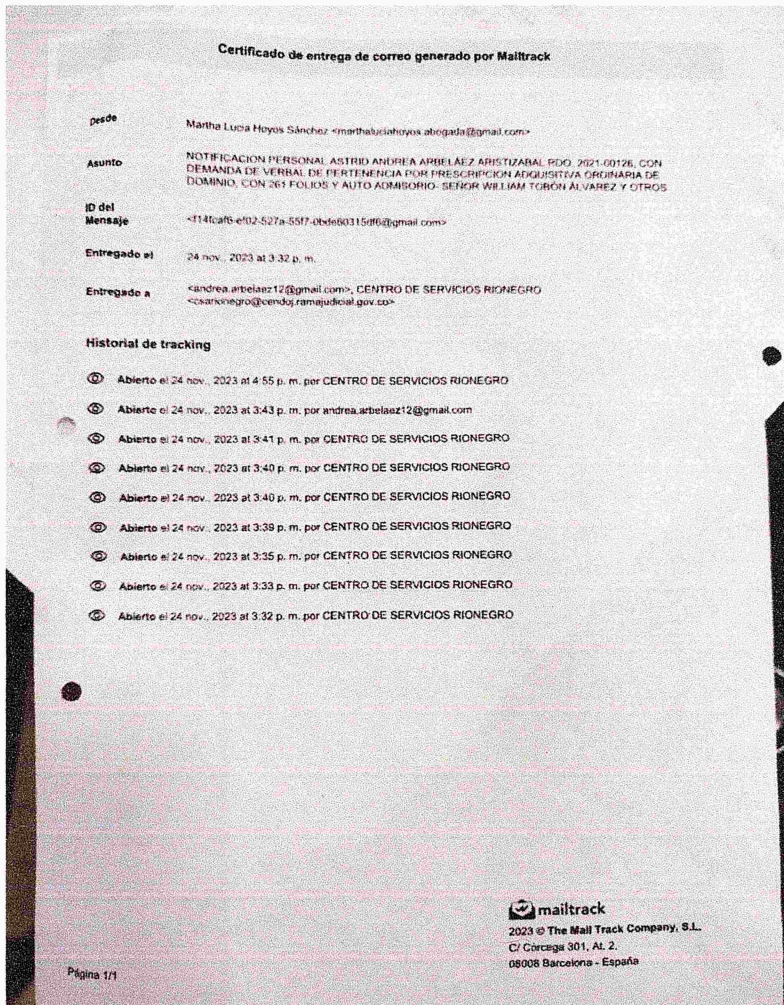 Certificado de entrega de correo generado por Mailtrack
Desde
Martha Lucia Hoyos Sánchez <marthaluciahoyos.abogada@gmail.com>
Asunto
NOTIFICACION PERSONAL ASTRID ANDREA ARBELÁEZ ARISTIZABAL RDO. 2021-00126, CON
DEMANDA DE VERBAL DE PERTENENCIA POR PRESCRIPCIÓN ADQUISITIVA ORDINARIA DE
DOMINIO, CON 261 FOLIOS Y AUTO ADMISORIO- SEÑOR WILLIAM TOBÓN ÁLVAREZ Y OTROS
ID del
Mensaje
<f14fcaf6-ef02-527a-55f7-0bde60315df6@gmail.com>
Entregado el
24 nov., 2023 at 3:32 p. m.
Entregado a
<andrea.arbelaez12@gmail.com>, CENTRO DE SERVICIOS RIONEGRO
<csarionegro@cendoj.ramajudicial.gov.co>
Historial de tracking
Abierto el 24 nov., 2023 at 4:55 p. m. por CENTRO DE SERVICIOS RIONEGRO
Abierto el 24 nov., 2023 at 3:43 p. m. por andrea.arbelaez12@gmail.com
Abierto el 24 nov., 2023 at 3:41 p. m. por CENTRO DE SERVICIOS RIONEGRO
Abierto el 24 nov., 2023 at 3:40 p. m. por CENTRO DE SERVICIOS RIONEGRO
Abierto el 24 nov., 2023 at 3:40 p. m. por CENTRO DE SERVICIOS RIONEGRO
Abierto el 24 nov., 2023 at 3:39 p. m. por CENTRO DE SERVICIOS RIONEGRO
Abierto el 24 nov., 2023 at 3:35 p. m. por CENTRO DE SERVICIOS RIONEGRO
Abierto el 24 nov., 2023 at 3:33 p. m. por CENTRO DE SERVICIOS RIONEGRO
Abierto el 24 nov., 2023 at 3:32 p. m. por CENTRO DE SERVICIOS RIONEGRO
mailtrack
2023 © The Mail Track Company, S.L.
C/ Còrcega 301, At. 2.
08008 Barcelona - España
Página 1/1